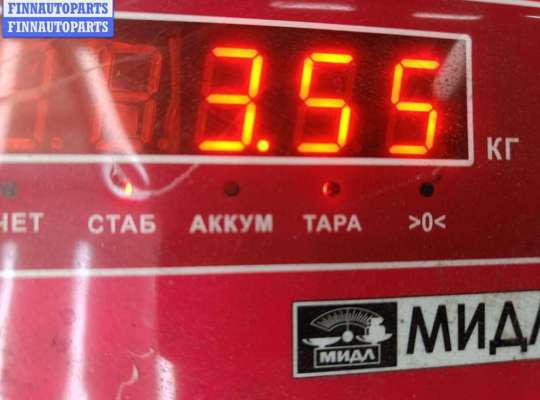 FINNAUTOPARTS
FINNAUTOPARTS
3.55 КГ
СТАБ АККУМ ТАРА >0<
МИДЛ